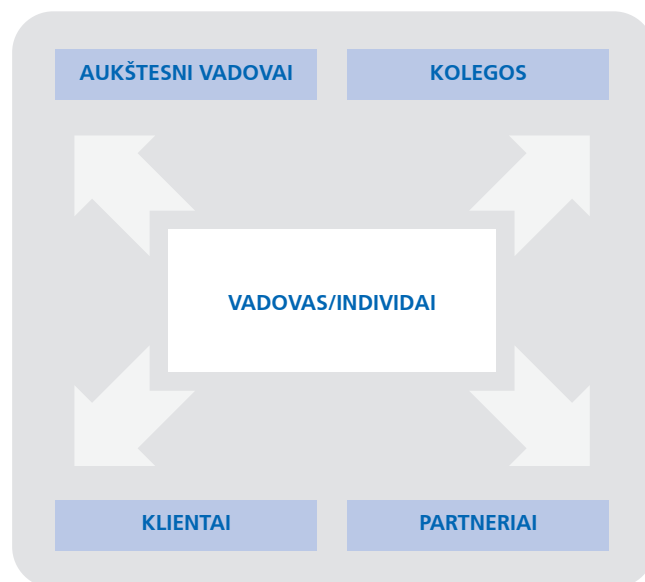 AUKŠTESNI VADOVAI
KOLEGOS
VADOVAS/INDIVIDAI
KLIENTAI
PARTNERIAI